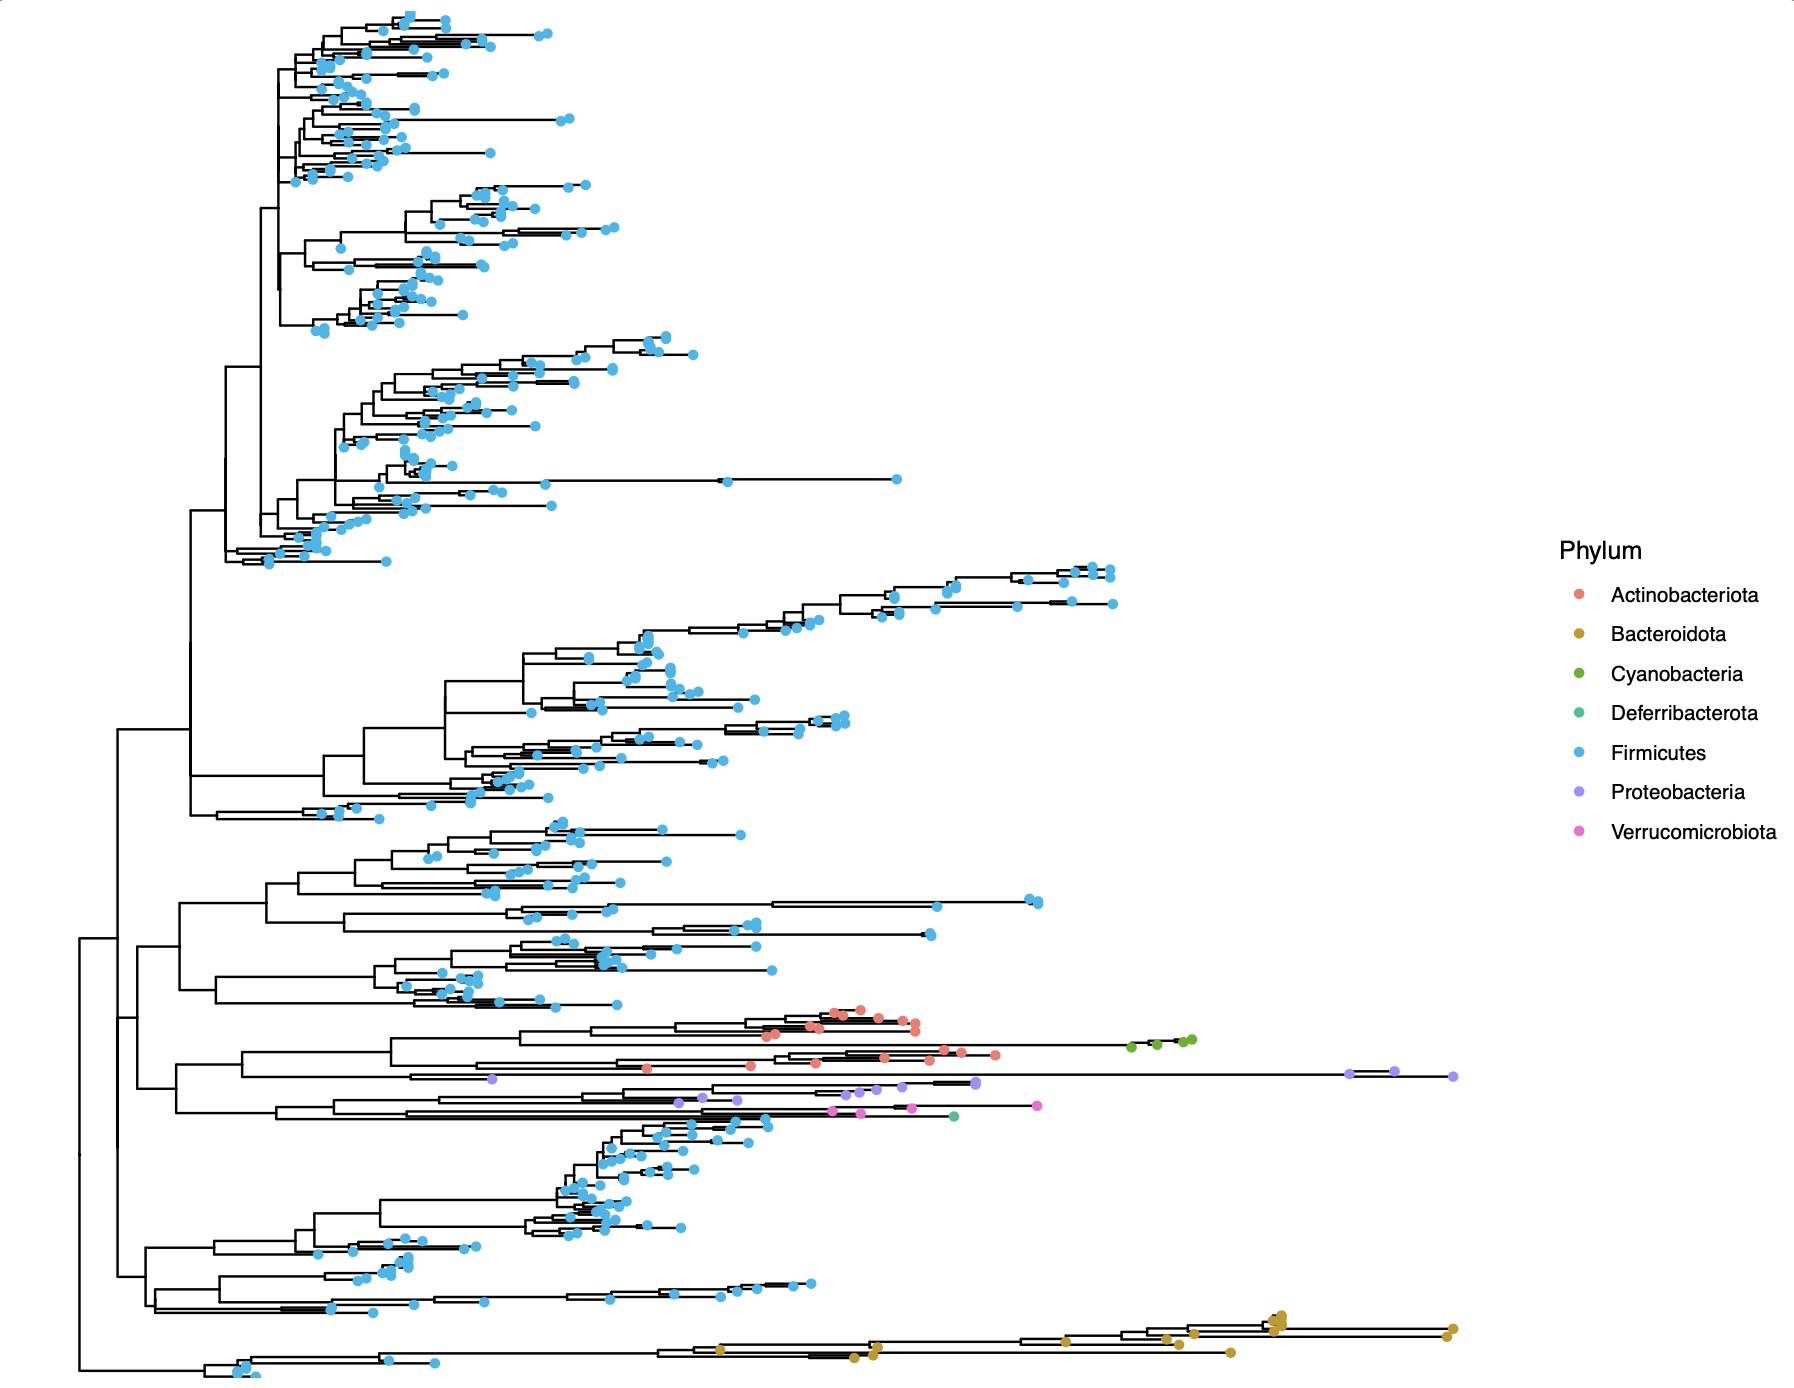 Phylum
Actinobacteriota
Bacteroidota
Cyanobacteria
Deferribacterota
Firmicutes
Proteobacteria
Verrucomicrobiota